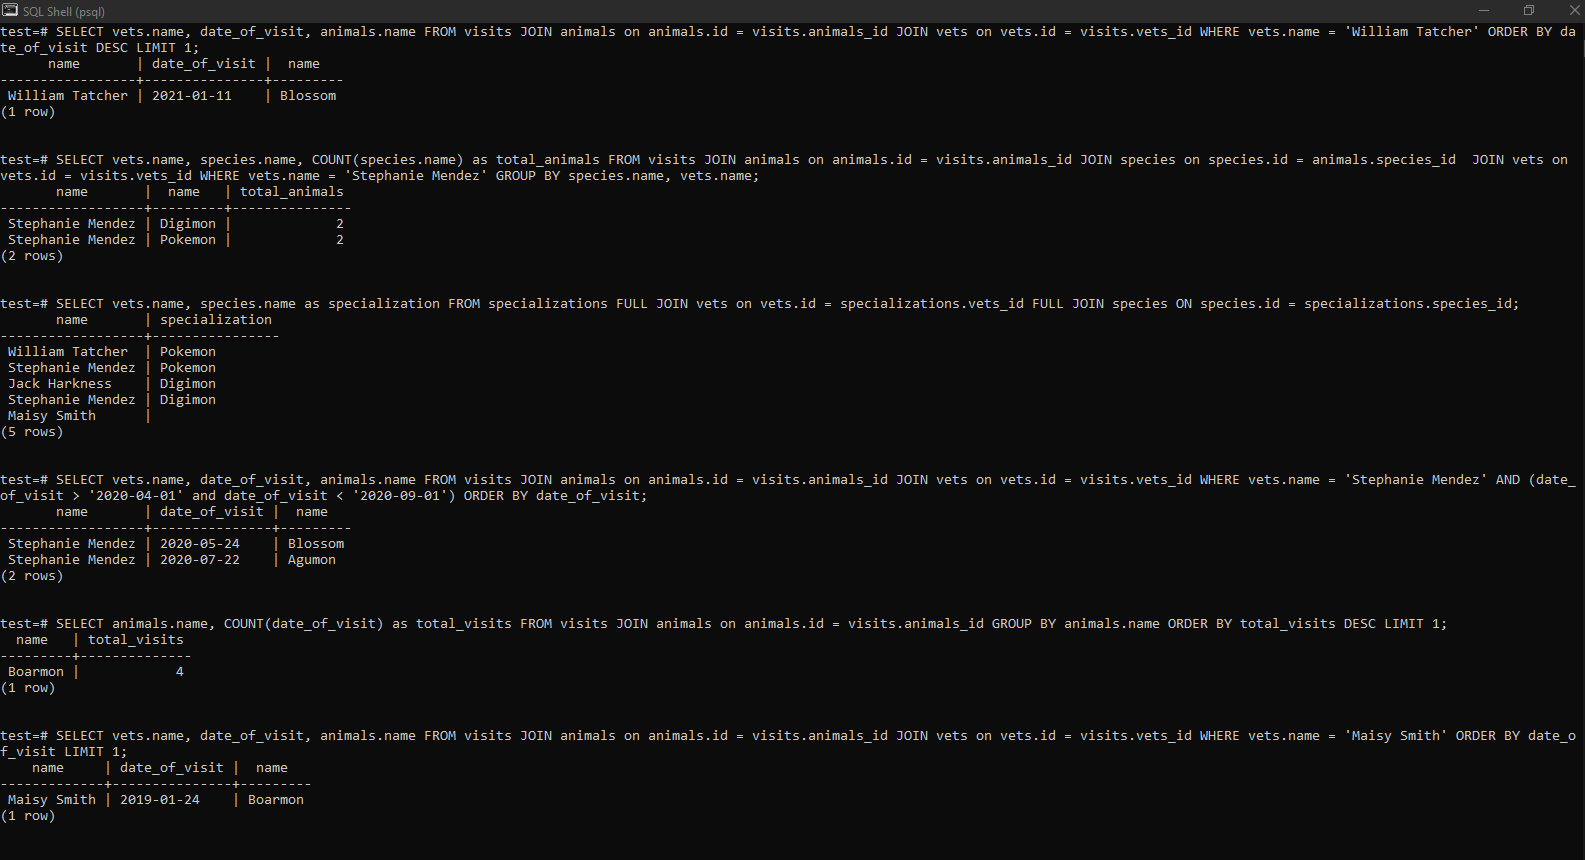 SQL Shell (psql)
test=# SELECT vets.name, date_of_visit, animals.name FROM visits JOIN animals on animals.id = visits.animals_id JOIN vets on vets.id = visits.vets_id WHERE vets.name = 'William Tatcher' ORDER BY da
te_of_visit DESC LIMIT 1;
      name       | date_of_visit |  name
-----------------+---------------+---------
 William Tatcher | 2021-01-11    | Blossom
(1 row)
test=# SELECT vets.name, species.name, COUNT(species.name) as total_animals FROM visits JOIN animals on animals.id = visits.animals_id JOIN species on species.id = animals.species_id  JOIN vets on
vets.id = visits.vets_id WHERE vets.name = 'Stephanie Mendez' GROUP BY species.name, vets.name;
       name       |  name   | total_animals
------------------+---------+---------------
 Stephanie Mendez | Digimon |             2
 Stephanie Mendez | Pokemon |             2
(2 rows)
test=# SELECT vets.name, species.name as specialization FROM specializations FULL JOIN vets on vets.id = specializations.vets_id FULL JOIN species ON species.id = specializations.species_id;
       name       | specialization
------------------+----------------
 William Tatcher  | Pokemon
 Stephanie Mendez | Pokemon
 Jack Harkness    | Digimon
 Stephanie Mendez | Digimon
 Maisy Smith      |
(5 rows)
test=# SELECT vets.name, date_of_visit, animals.name FROM visits JOIN animals on animals.id = visits.animals_id JOIN vets on vets.id = visits.vets_id WHERE vets.name = 'Stephanie Mendez' AND (date_
of_visit > '2020-04-01' and date_of_visit < '2020-09-01') ORDER BY date_of_visit;
       name       | date_of_visit |  name
------------------+---------------+---------
 Stephanie Mendez | 2020-05-24    | Blossom
 Stephanie Mendez | 2020-07-22    | Agumon
(2 rows)
test=# SELECT animals.name, COUNT(date_of_visit) as total_visits FROM visits JOIN animals on animals.id = visits.animals_id GROUP BY animals.name ORDER BY total_visits DESC LIMIT 1;
  name   | total_visits
---------+--------------
 Boarmon |            4
(1 row)
test=# SELECT vets.name, date_of_visit, animals.name FROM visits JOIN animals on animals.id = visits.animals_id JOIN vets on vets.id = visits.vets_id WHERE vets.name = 'Maisy Smith' ORDER BY date_o
f_visit LIMIT 1;
    name     | date_of_visit |  name
-------------+---------------+---------
 Maisy Smith | 2019-01-24    | Boarmon
(1 row)